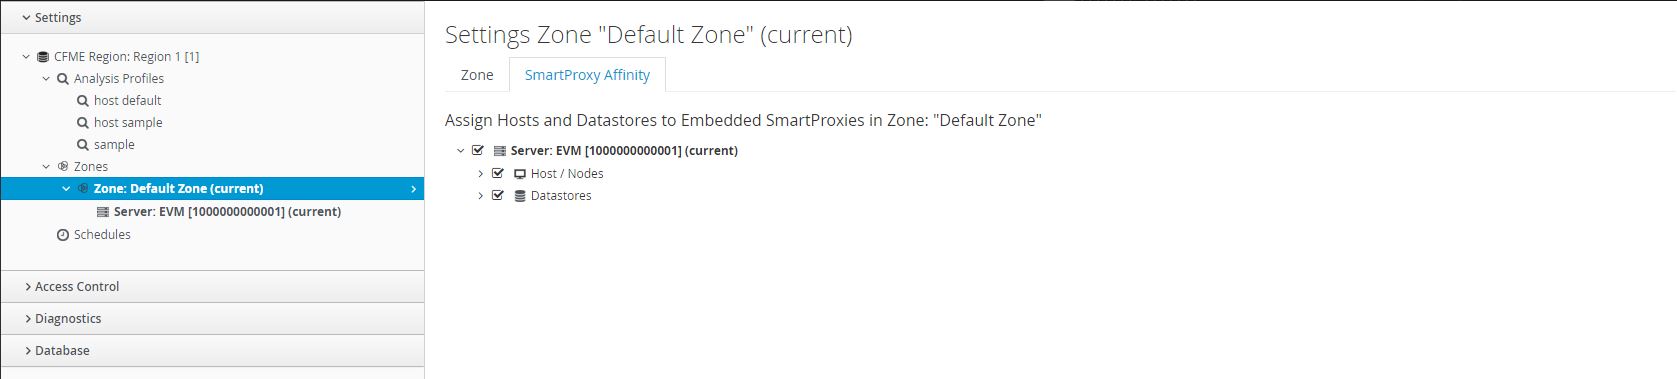 Settings
CFME Region: Region 1 [1]
Analysis Profiles
host default
host sample
sample
Zones
Zone: Default Zone (current)
Server: EVM [1000000000001] (current)
Schedules
Access Control
Diagnostics
Database
Settings Zone "Default Zone" (current)
Zone
SmartProxy Affinity
Assign Hosts and Datastores to Embedded SmartProxies in Zone: "Default Zone"
Server: EVM [1000000000001] (current)
Host / Nodes
Datastores